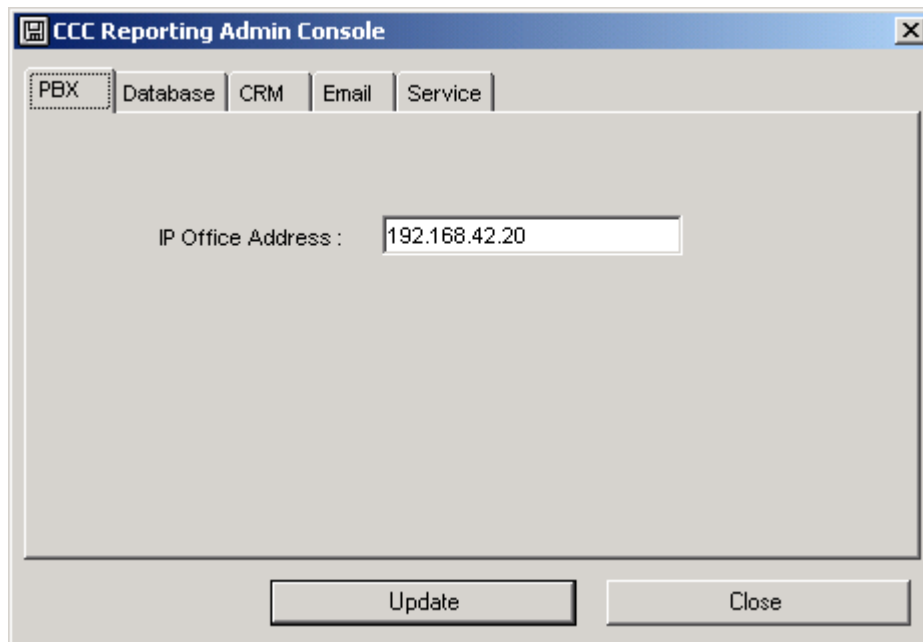 CCC Reporting Admin Console
PBX Database CRM Email Service
IP Office Address : 192.168.42.20
Update Close